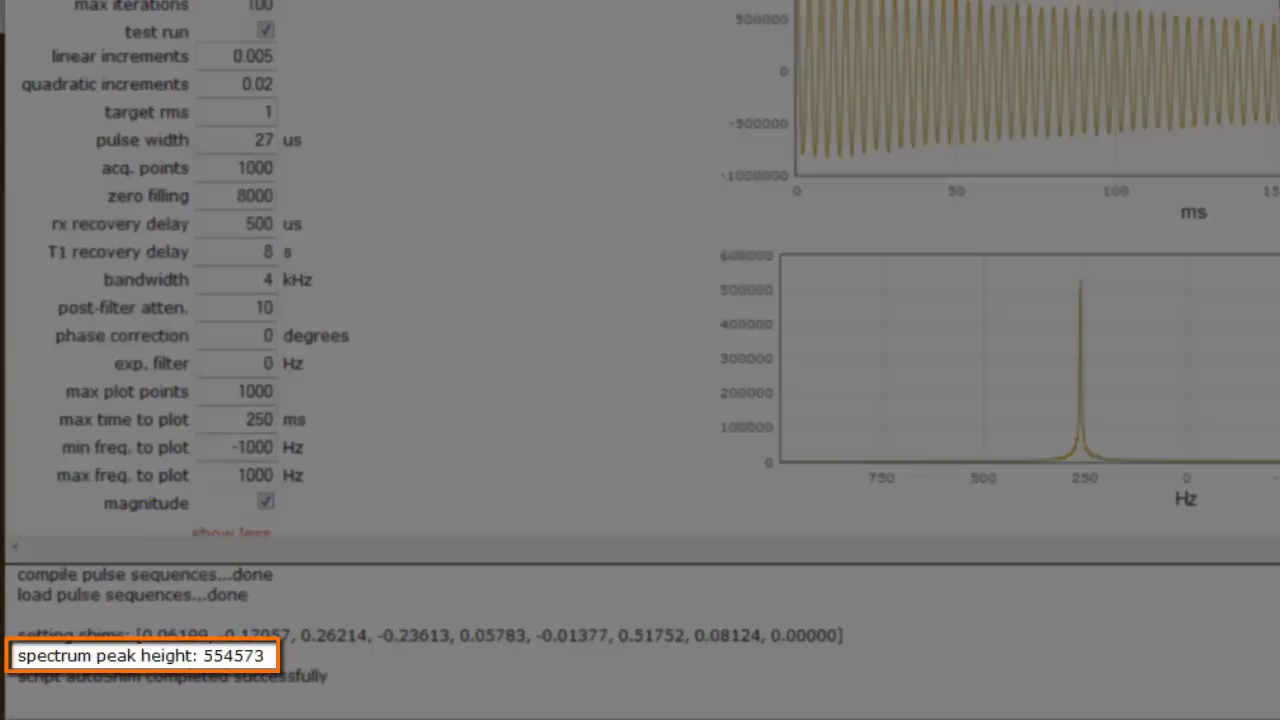 max iterations 100
test run
linear increments 0.005
quadratic increments 0.02
target rms 1
pulse width 27 us
acq. points 1000
zero filling 8000
rx recovery delay 500 us
T1 recovery delay 8 s
bandwidth 4 kHz
post-filter atten. 10
phase correction 0 degrees
exp. filter 0 Hz
max plot points 1000
max time to plot 250 ms
min freq. to plot -1000 Hz
max freq. to plot 1000 Hz
magnitude
show less
500000
0
-500000
-1000000
0 50 100 15
ms
600000
500000
400000
300000
200000
100000
0
750 500 250 0 -
Hz
compile pulse sequences...done
load pulse sequences...done
setting shims: [0.06199, -0.17957, 0.26214, -0.23613, 0.05783, -0.01377, 0.51752, 0.08124, 0.00000]
spectrum peak height: 554573
script autoShim completed successfully